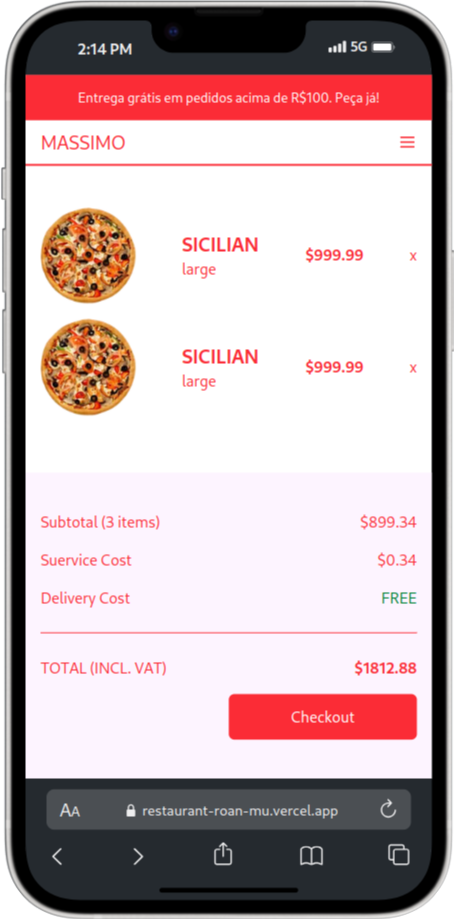 2:14 PM 5G
Entrega grátis em pedidos acima de R$100. Peça já!
MASSIMO
SICILIAN
large
$999.99
x
SICILIAN
large
$999.99
x
Subtotal (3 items) $899.34
Suervice Cost $0.34
Delivery Cost FREE
TOTAL (INCL. VAT) $1812.88
Checkout
AA restaurant-roan-mu.vercel.app